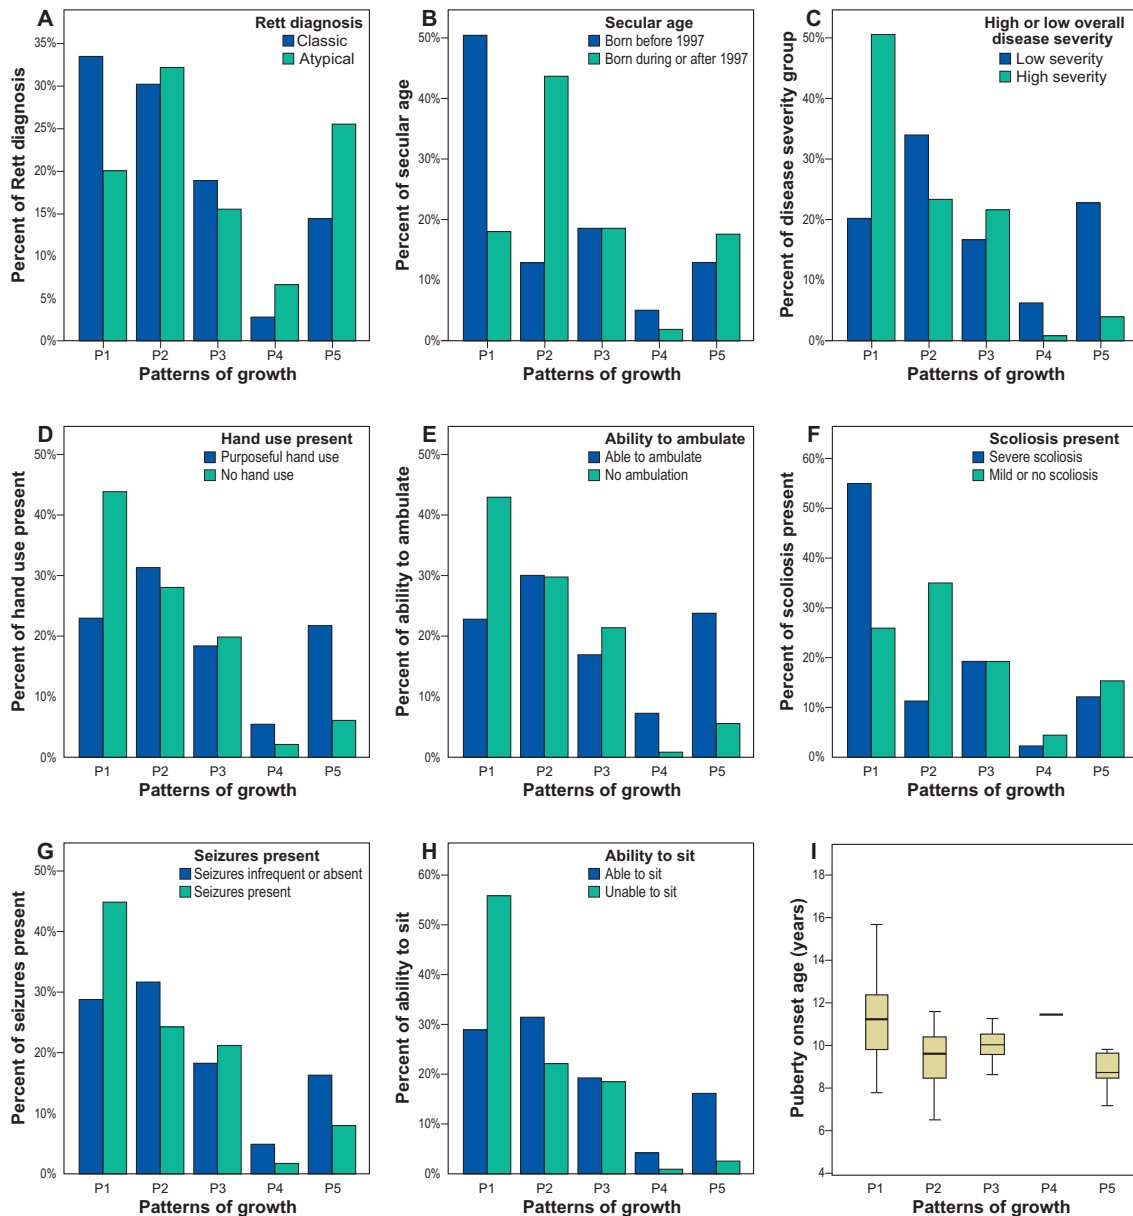 A
Rett diagnosis
Classic
Atypical
Percent of Rett diagnosis
35%
30%
25%
20%
15%
10%
5%
0%
P1 P2 P3 P4 P5
Patterns of growth
B
Secular age
Born before 1997
Born during or after 1997
Percent of secular age
50%
40%
30%
20%
10%
0%
P1 P2 P3 P4 P5
Patterns of growth
C
High or low overall
disease severity
Low severity
High severity
Percent of disease severity group
50%
40%
30%
20%
10%
0%
P1 P2 P3 P4 P5
Patterns of growth
D
Hand use present
Purposeful hand use
No hand use
Percent of hand use present
50%
40%
30%
20%
10%
0%
P1 P2 P3 P4 P5
Patterns of growth
E
Ability to ambulate
Able to ambulate
No ambulation
Percent of ability to ambulate
50%
40%
30%
20%
10%
0%
P1 P2 P3 P4 P5
Patterns of growth
F
Scoliosis present
Severe scoliosis
Mild or no scoliosis
Percent of scoliosis present
60%
50%
40%
30%
20%
10%
0%
P1 P2 P3 P4 P5
Patterns of growth
G
Seizures present
Seizures infrequent or absent
Seizures present
Percent of seizures present
50%
40%
30%
20%
10%
0%
P1 P2 P3 P4 P5
Patterns of growth
H
Ability to sit
Able to sit
Unable to sit
Percent of ability to sit
60%
50%
40%
30%
20%
10%
0%
P1 P2 P3 P4 P5
Patterns of growth
I
Puberty onset age (years)
18
16
14
12
10
8
6
4
P1 P2 P3 P4 P5
Patterns of growth